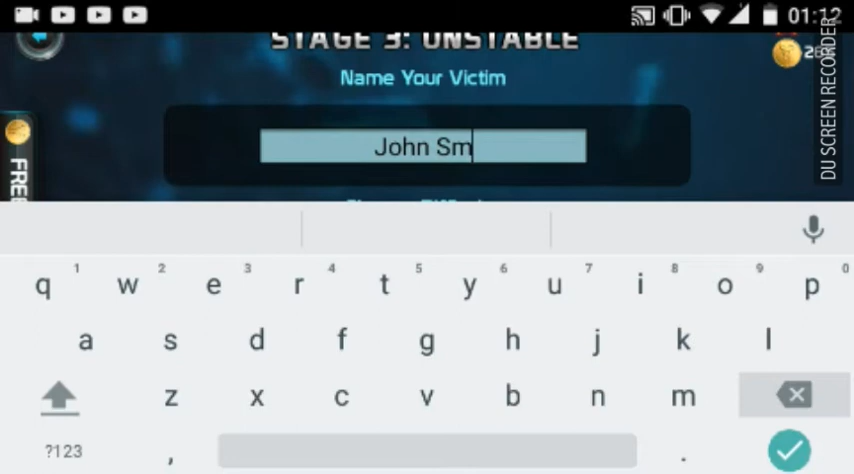 01:12
STAGE 3: UNSTABLE
Name Your Victim
John Sm
FREE
DU SCREEN RECORDER
1 2 3 4 5 6 7 8 9 0
q w e r t y u i o p
a s d f g h j k l
z x c v b n m
?123 , .